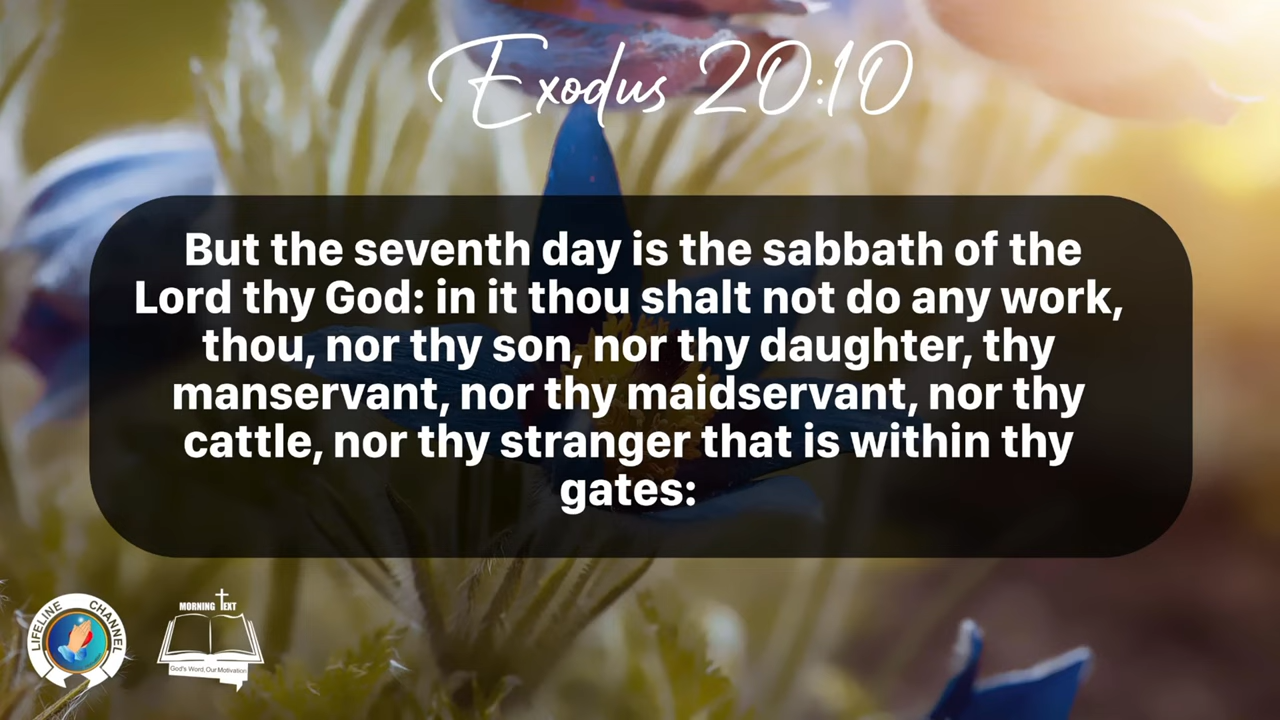 Exodus 20:10
But the seventh day is the sabbath of the
Lord thy God: in it thou shalt not do any work,
thou, nor thy son, nor thy daughter, thy
manservant, nor thy maidservant, nor thy
cattle, nor thy stranger that is within thy
gates:
LIFELINE CHANNEL
MORNING TEXT
God's Word, Our Motivation